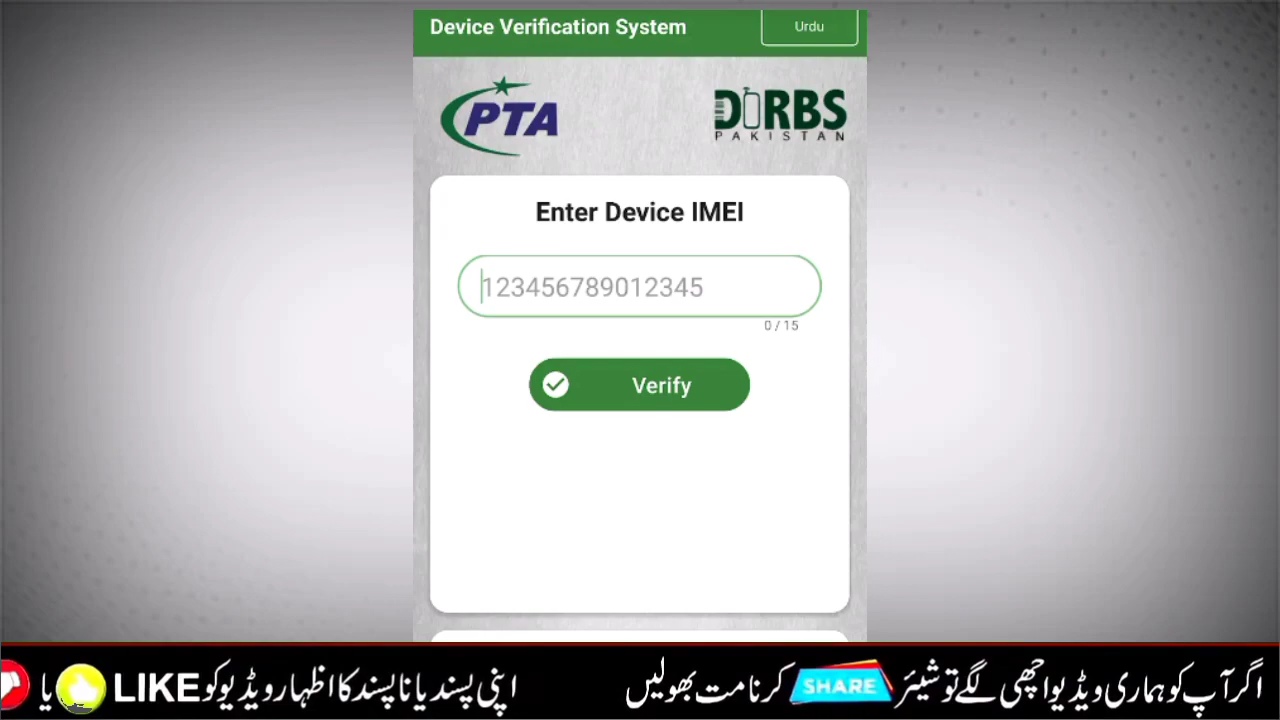 Device Verification System
Urdu
PTA
DIRBS
PAKISTAN
Enter Device IMEI
123456789012345
0 / 15
Verify
اگر آپ کو ہماری ویڈیو اچھی لگے تو شیئر SHARE کرنا مت بھولیں
اپنی پسند یا ناپسند کا اظہار ویڈیو کو LIKE یا